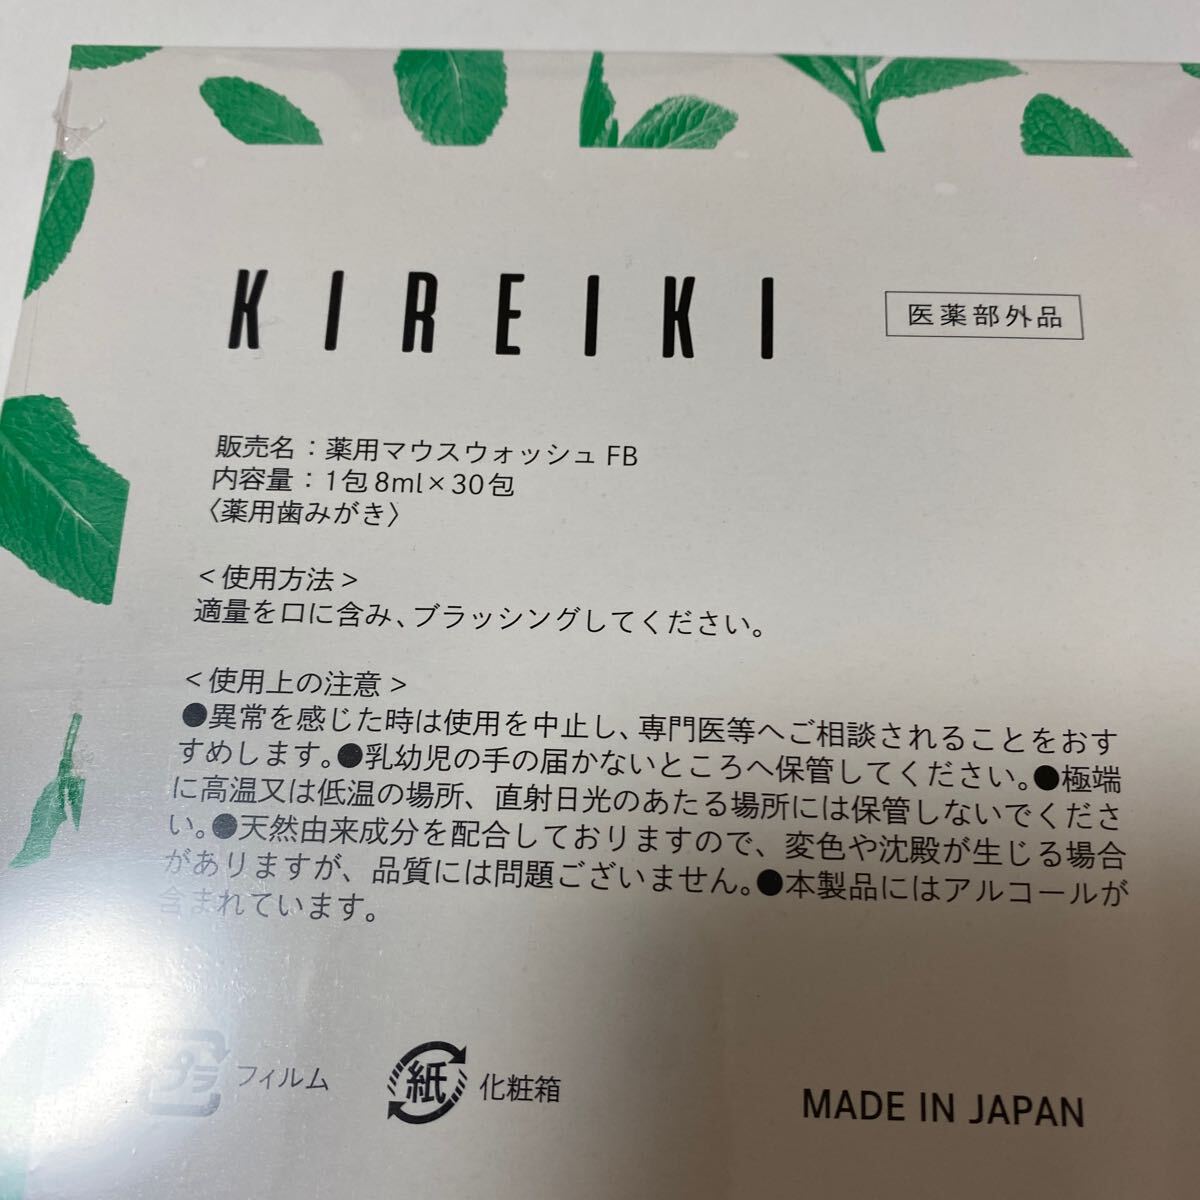 KIREIKI
医薬部外品
販売名：薬用マウスウォッシュ FB
内容量：1包8ml×30包
〈薬用歯みがき〉
＜使用方法＞
適量を口に含み、ブラッシングしてください。
＜使用上の注意＞
●異常を感じた時は使用を中止し、専門医等へご相談されることをおす
すめします。●乳幼児の手の届かないところへ保管してください。●極端
に高温又は低温の場所、直射日光のあたる場所には保管しないでくださ
い。●天然由来成分を配合しておりますので、変色や沈殿が生じる場合
がありますが、品質には問題ございません。●本製品にはアルコールが
含まれています。
プラ フィルム
紙 化粧箱
MADE IN JAPAN